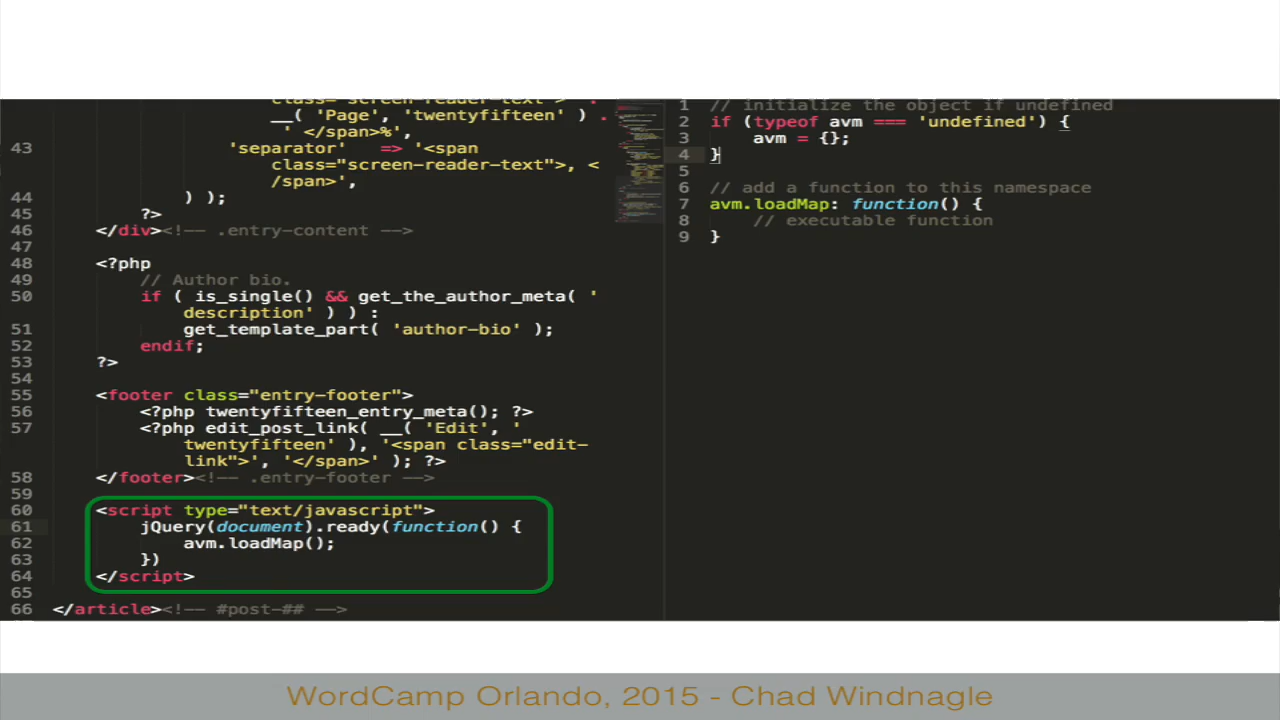 class="screen-reader-text">' .
__( 'Page', 'twentyfifteen' ) .
' </span>%',
43 'separator' => '<span
class="screen-reader-text">, <
/span>',
44 ) );
45 ?>
46 </div><!-- .entry-content -->
47
48 <?php
49 // Author bio.
50 if ( is_single() && get_the_author_meta( '
description' ) ) :
51 get_template_part( 'author-bio' );
52 endif;
53 ?>
54
55 <footer class="entry-footer">
56 <?php twentyfifteen_entry_meta(); ?>
57 <?php edit_post_link( __( 'Edit', '
twentyfifteen' ), '<span class="edit-
link">', '</span>' ); ?>
58 </footer><!-- .entry-footer -->
59
60 <script type="text/javascript">
61 jQuery(document).ready(function() {
62 avm.loadMap();
63 })
64 </script>
65
66 </article><!-- #post-## -->
1 // initialize the object if undefined
2 if (typeof avm === 'undefined') {
3 avm = {};
4 }
5
6 // add a function to this namespace
7 avm.loadMap: function() {
8 // executable function
9 }
WordCamp Orlando, 2015 - Chad Windnagle